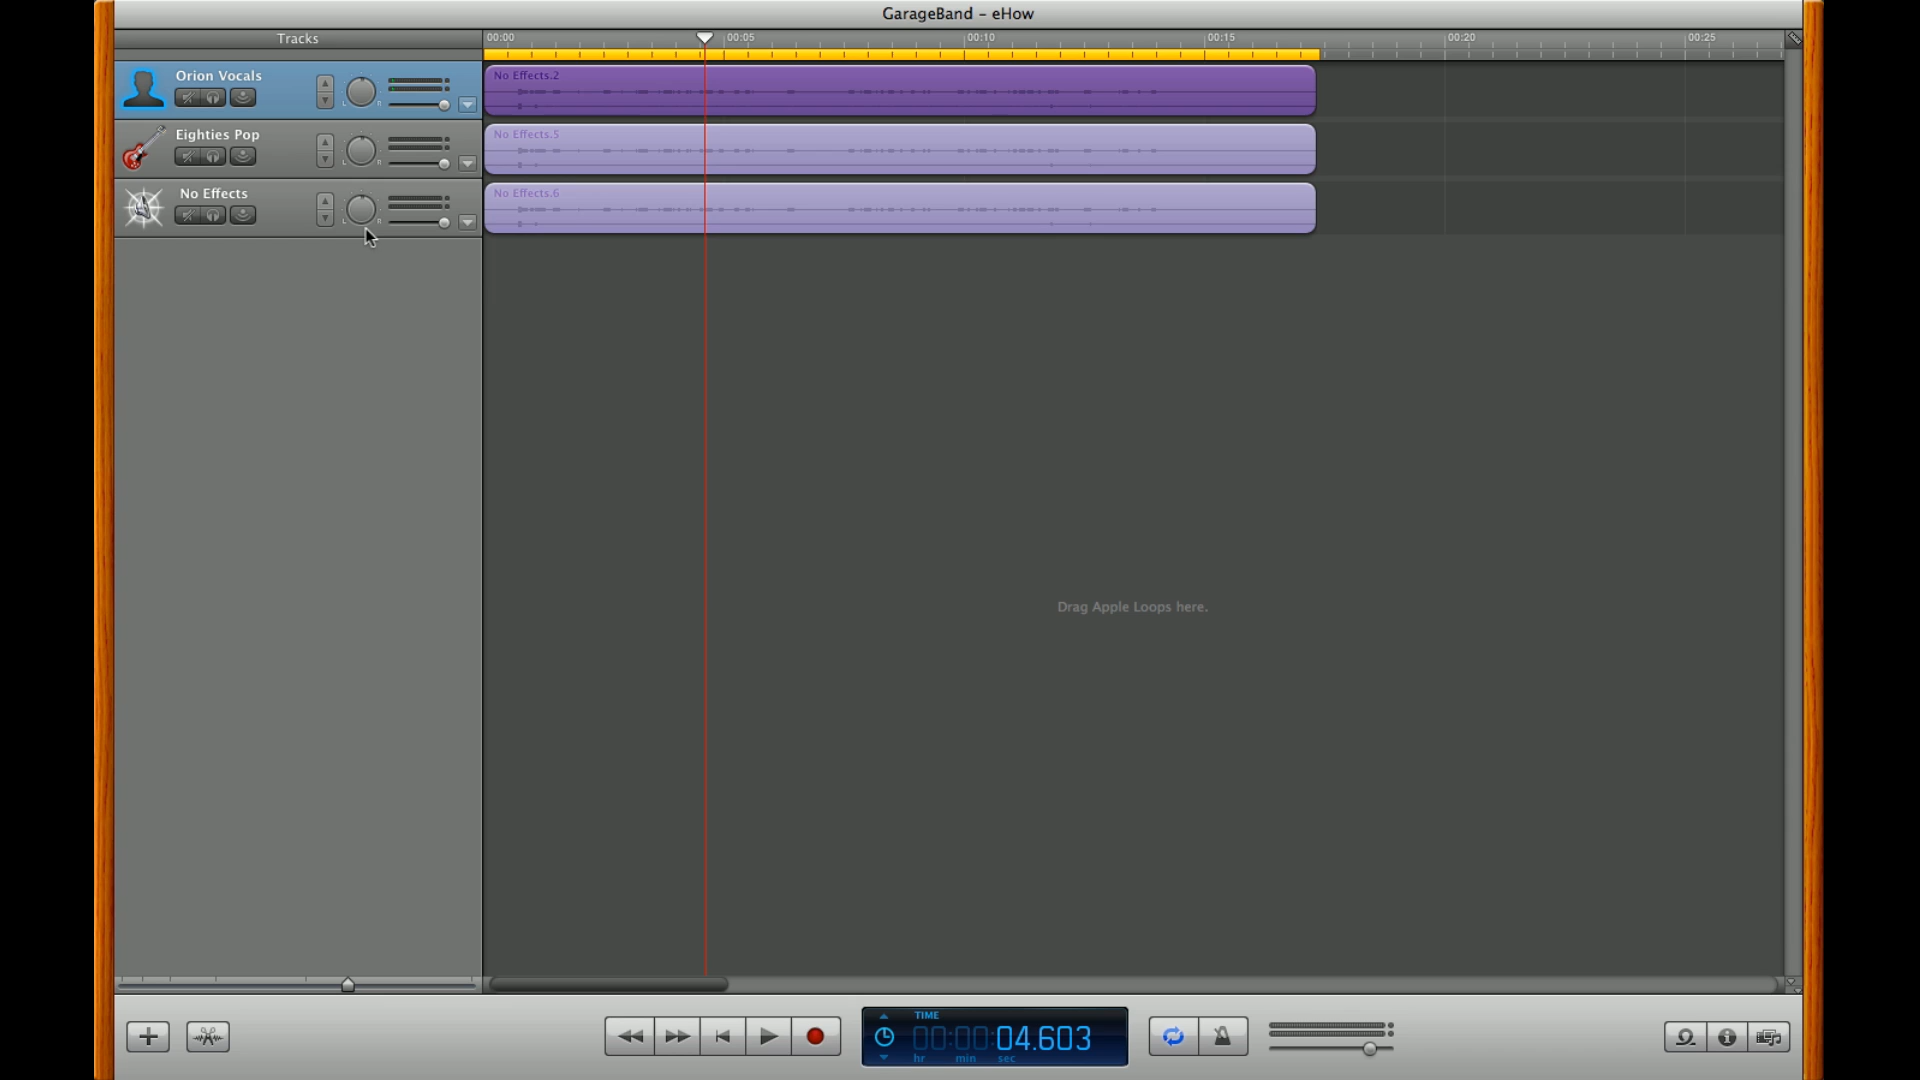 GarageBand – eHow
Tracks
00:00
00:05
00:10
00:15
00:20
00:25
Orion Vocals
L R
No Effects.2
Eighties Pop
L R
No Effects.5
No Effects
L R
No Effects.6
Drag Apple Loops here.
TIME
00:00:04.603
hr min sec